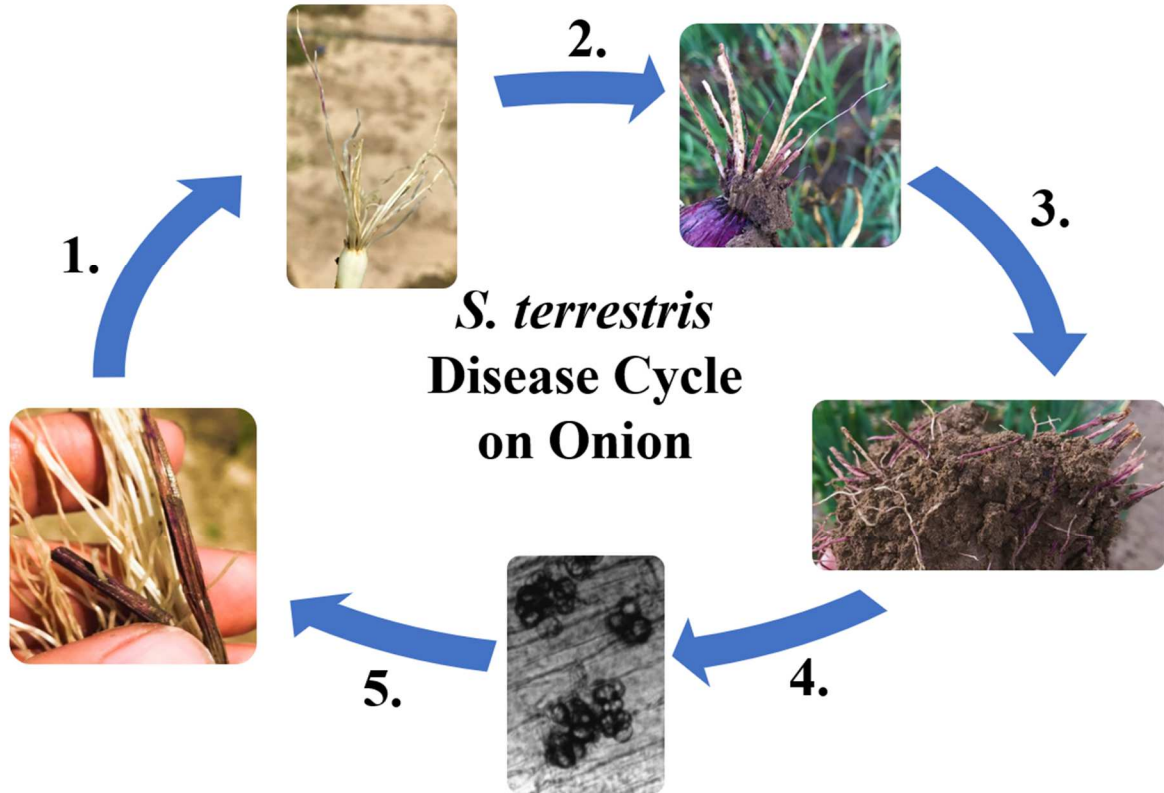 2.
1.
3.
S. terrestris
Disease Cycle
on Onion
4.
5.